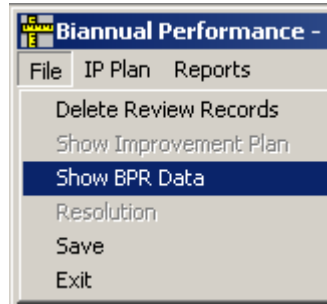 Biannual Performance -
File IP Plan Reports
Delete Review Records
Show Improvement Plan
Show BPR Data
Resolution
Save
Exit